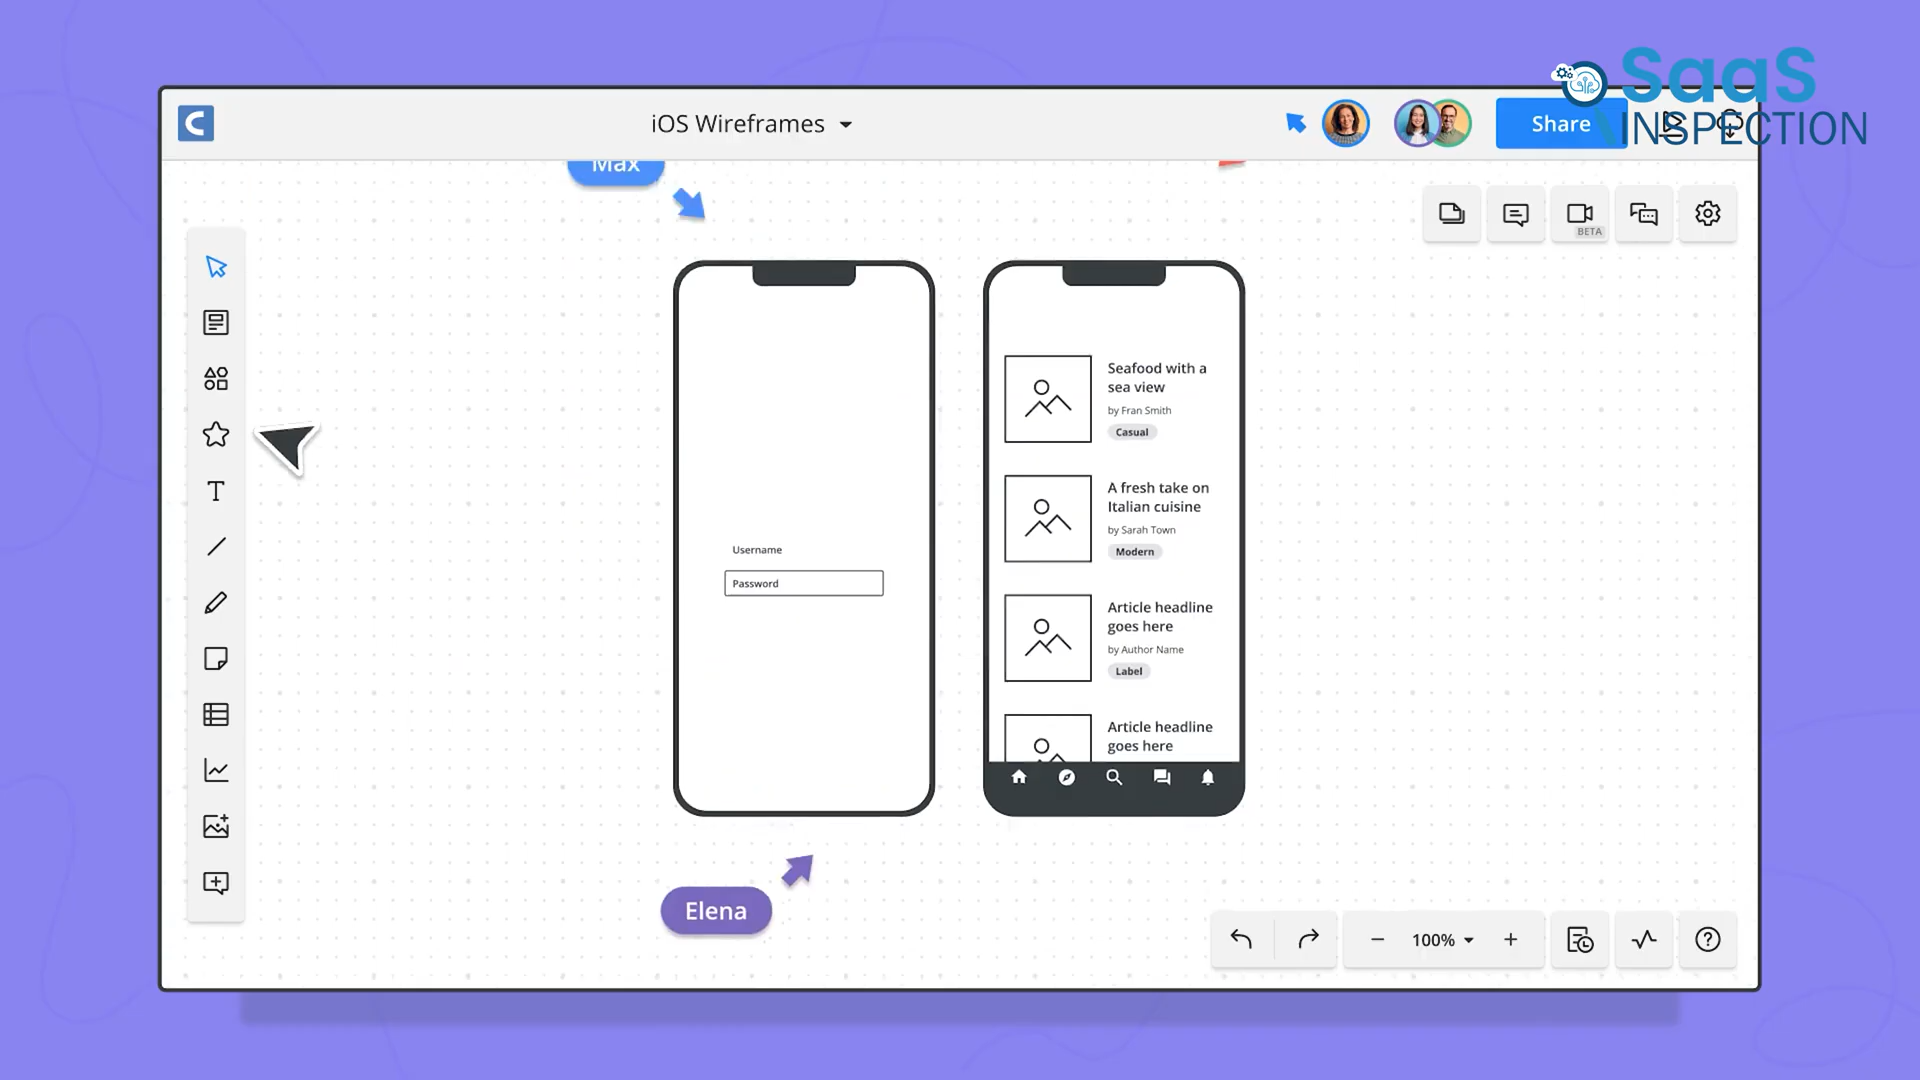 SaaS
INSPECTION
C
iOS Wireframes
Share
Max
BETA
Seafood with a
sea view
by Fran Smith
Casual
A fresh take on
Italian cuisine
by Sarah Town
Modern
Username
Password
Article headline
goes here
by Author Name
Label
Article headline
goes here
Elena
100%